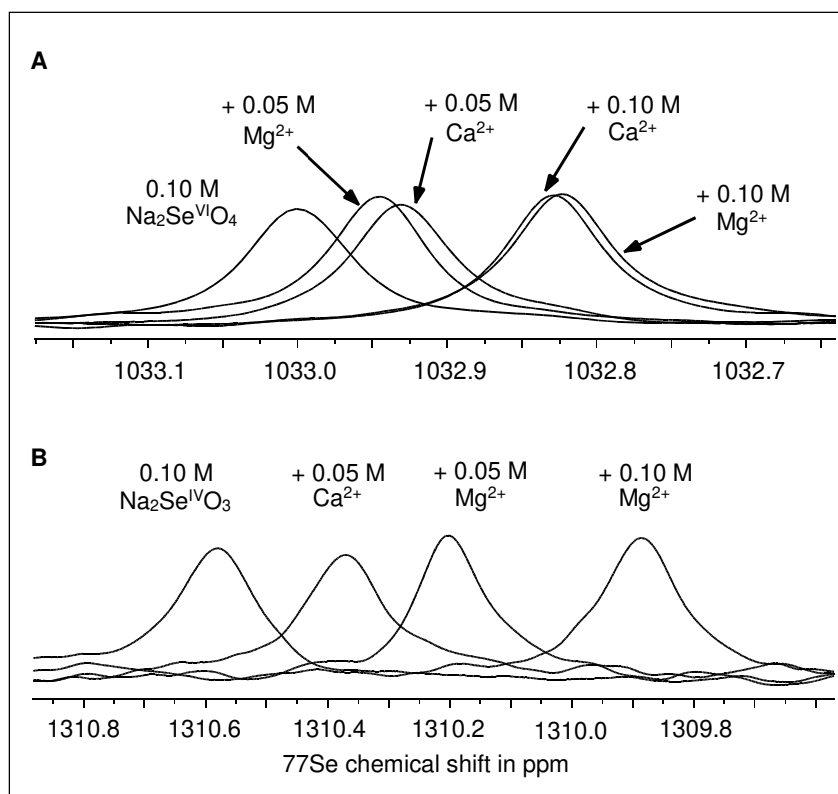 A
+ 0.05 M
Mg²⁺
+ 0.05 M
Ca²⁺
+ 0.10 M
Ca²⁺
0.10 M
Na₂SeⱽᴵO₄
+ 0.10 M
Mg²⁺
1033.1 1033.0 1032.9 1032.8 1032.7
B
0.10 M
Na₂SeᴵⱽO₃
+ 0.05 M
Ca²⁺
+ 0.05 M
Mg²⁺
+ 0.10 M
Mg²⁺
1310.8 1310.6 1310.4 1310.2 1310.0 1309.8
77Se chemical shift in ppm